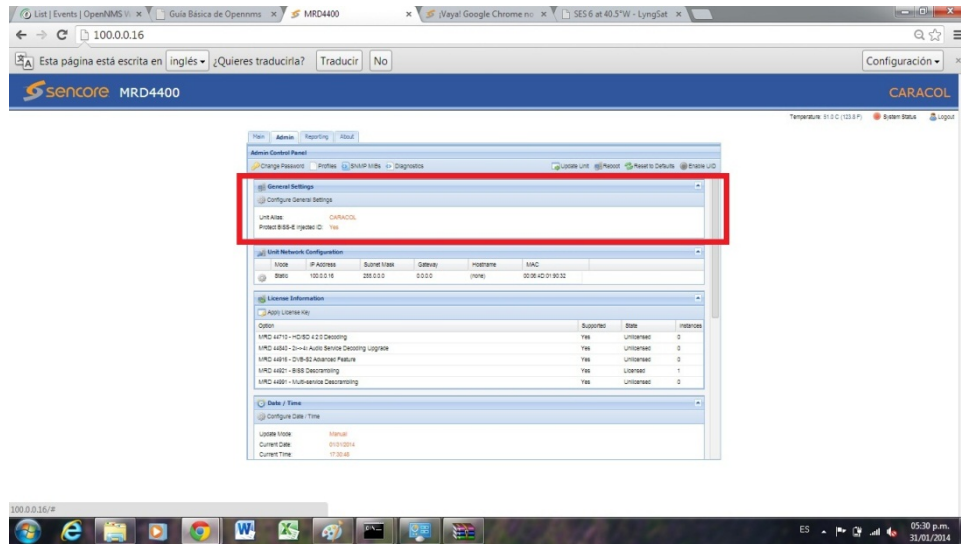 List | Events | OpenNMS W
Guía Básica de Opennms
MRD4400
¡Vaya! Google Chrome no
SES 6 at 40.5°W - LyngSat
100.0.0.16
Esta página está escrita en inglés ¿Quieres traducirla? Traducir No Configuración
sencore MRD4400 CARACOL
Temperature: 51.0 C (123.8 F) System Status Logout
Main Admin Reporting About
Admin Control Panel
Change Password Profiles SNMP MIBs Diagnostics Update Unit Reboot Reset to Defaults Enable UID
General Settings
Configure General Settings
Unit Alias: CARACOL
Protect BISS-E Injected ID: Yes
Unit Network Configuration
Mode IP Address Subnet Mask Gateway Hostname MAC
Static 100.0.0.16 255.0.0.0 0.0.0.0 (none) 00:06:4D:01:90:32
License Information
Apply License Key
Option Supported State Instances
MRD 44710 - HD/SD 4:2:0 Decoding Yes Unlicensed 0
MRD 44840 - 2->4 Audio Service Decoding Upgrade Yes Unlicensed 0
MRD 44916 - DVB-S2 Advanced Feature Yes Unlicensed 0
MRD 44921 - BISS Descrambling Yes Licensed 1
MRD 44991 - Multi-service Descrambling Yes Unlicensed 0
Date / Time
Configure Date / Time
Update Mode: Manual
Current Date: 01/31/2014
Current Time: 17:30:48
100.0.0.16/#
ES 05:30 p.m.
31/01/2014